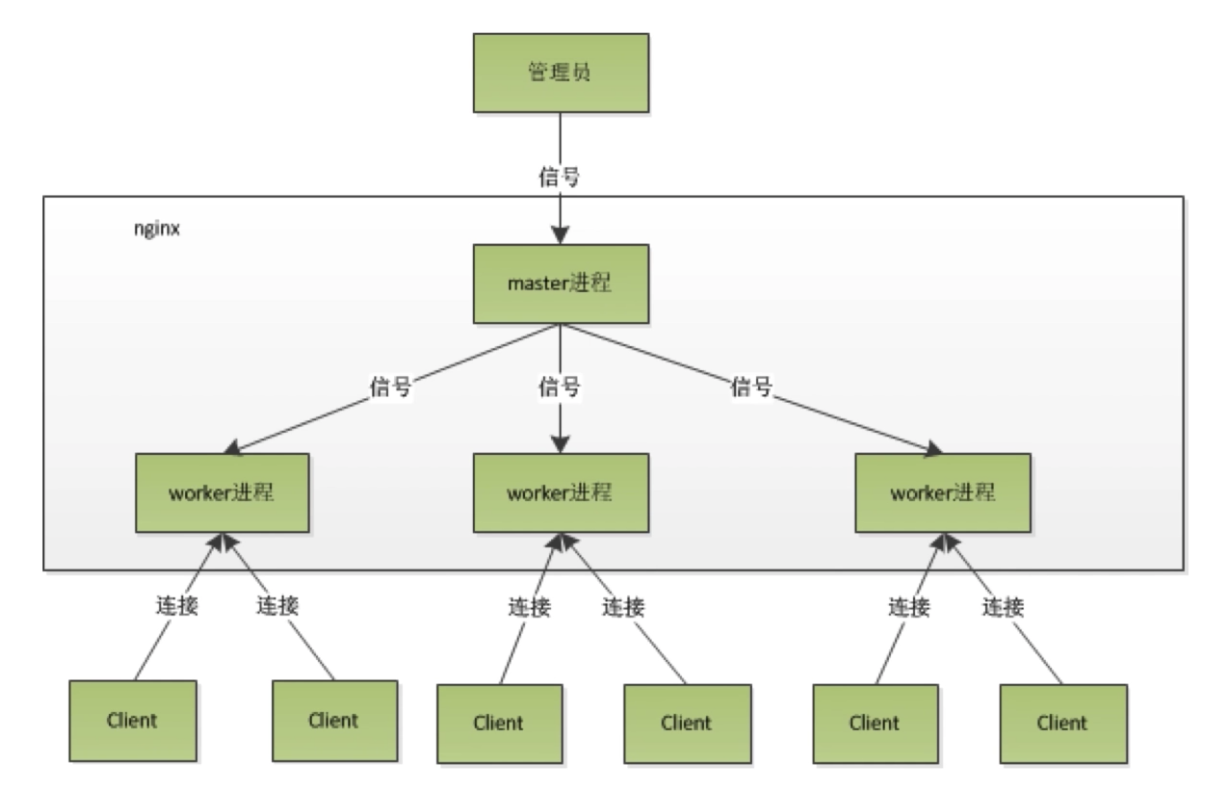 管理员
信号
nginx
master进程
信号
信号
信号
worker进程
worker进程
worker进程
连接
连接
连接
连接
连接
连接
Client
Client
Client
Client
Client
Client